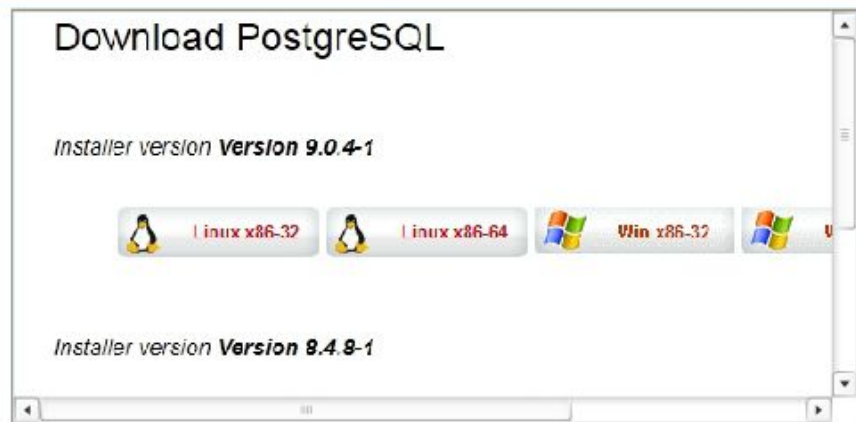 Download PostgreSQL
Installer version Version 9.0.4-1
Linux x86-32 Linux x86-64 Win x86-32
Installer version Version 8.4.8-1